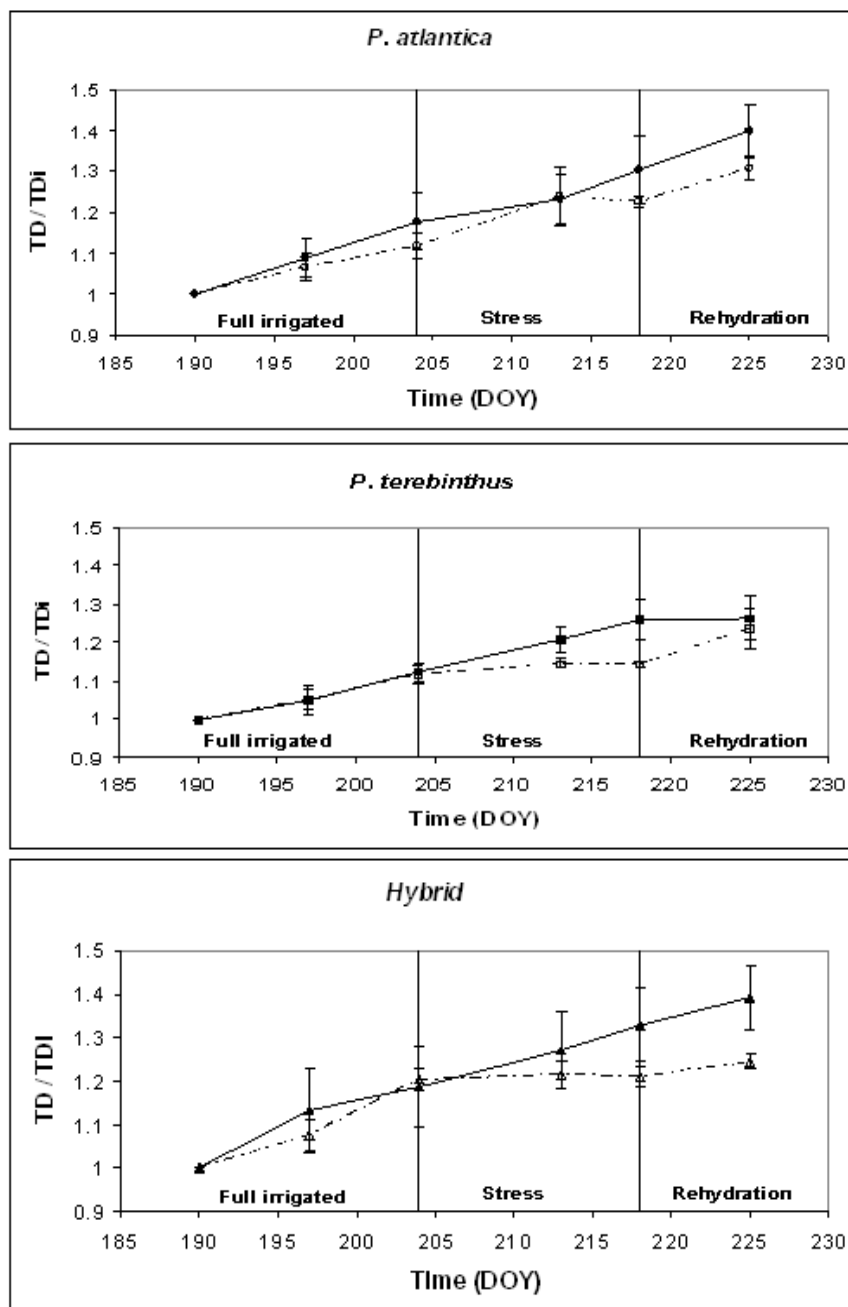 P. atlantica
1.5
1.4
1.3
1.2
1.1
1
0.9
TD / TDi
Full irrigated Stress Rehydration
185 190 195 200 205 210 215 220 225 230
Time (DOY)
P. terebinthus
1.5
1.4
1.3
1.2
1.1
1
0.9
TD / TDi
Full irrigated Stress Rehydration
185 190 195 200 205 210 215 220 225 230
Time (DOY)
Hybrid
1.5
1.4
1.3
1.2
1.1
1
0.9
TD / TDi
Full irrigated Stress Rehydration
185 190 195 200 205 210 215 220 225 230
Time (DOY)